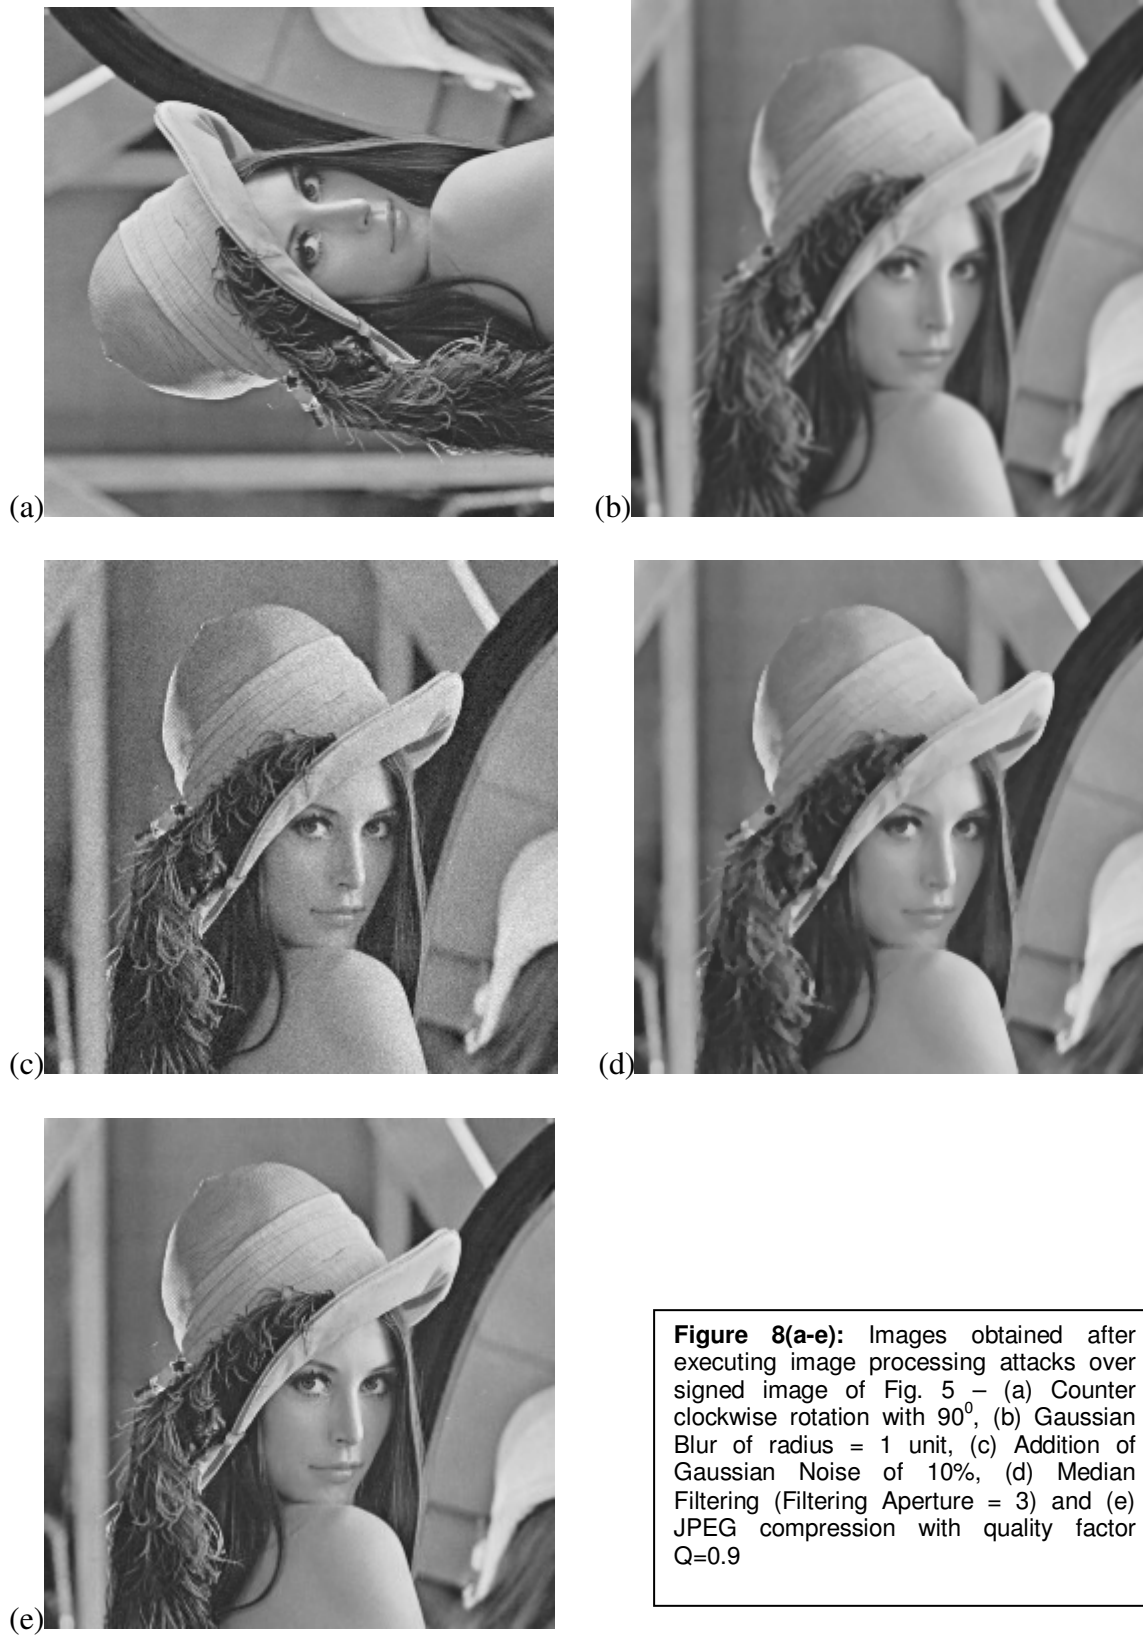 (a)
(b)
(c)
(d)
(e)
Figure 8(a-e): Images obtained after
executing image processing attacks over
signed image of Fig. 5 – (a) Counter
clockwise rotation with 90⁰, (b) Gaussian
Blur of radius = 1 unit, (c) Addition of
Gaussian Noise of 10%, (d) Median
Filtering (Filtering Aperture = 3) and (e)
JPEG compression with quality factor
Q=0.9